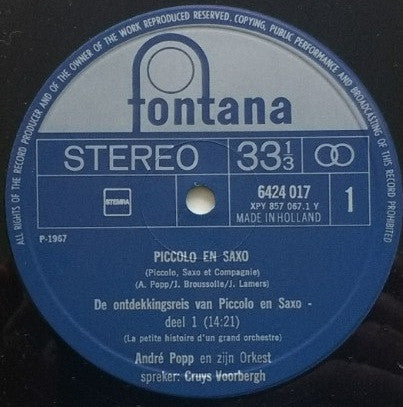 ALL RIGHTS OF THE RECORD PRODUCER AND OF THE OWNER OF THE WORK REPRODUCED RESERVED. COPYING, PUBLIC PERFORMANCE AND BROADCASTING OF THIS RECORD PROHIBITED
fontana
STEREO 33 1/3
STEMRA
6424 017
XPY 857 067.1 Y
MADE IN HOLLAND
1
P-1967
PICCOLO EN SAXO
(Piccolo, Saxo et Compagnie)
(A. Popp/J. Broussolle/J. Lamers)
De ontdekkingsreis van Piccolo en Saxo -
deel 1 (14:21)
(La petite histoire d'un grand orchestre)
André Popp en zijn Orkest
spreker: Cruys Voorbergh